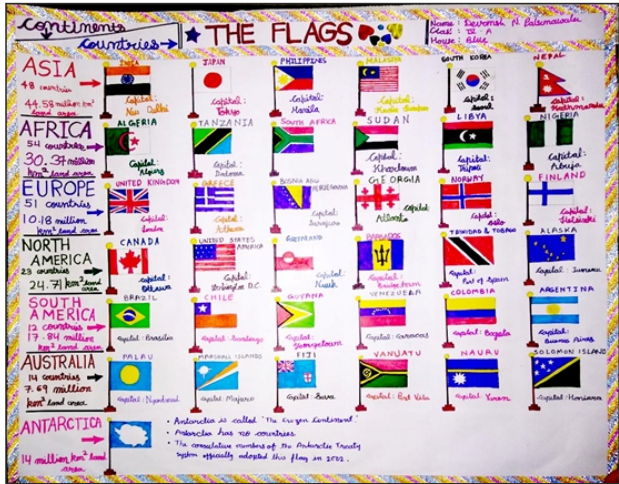 Continents
Countries →
THE FLAGS
Name : Devansh N.
House : Blue
ASIA
48 countries
44.58 million km²
land area
INDIA
Capital:
New Delhi
JAPAN
Capital:
Tokyo
PHILIPPINES
Capital:
Manila
MALAYSIA
Capital:
SOUTH KOREA
Capital:
Seoul
NEPAL
Capital:
AFRICA
54 countries
30.37 million
km² land area
ALGERIA
Capital:
Algiers
TANZANIA
Capital:
Dodoma
SOUTH AFRICA
SUDAN
Capital:
Khartoum
LIBYA
Capital:
NIGERIA
Capital:
Abuja
EUROPE
51 countries
10.18 million
km² land area
UNITED KINGDOM
Capital:
London
GREECE
Capital:
Athens
BOSNIA AND
HERZEGOVINA
Capital:
Sarajevo
GEORGIA
Capital:
NORWAY
Capital:
Oslo
FINLAND
Capital:
Helsinki
NORTH
AMERICA
23 countries
24.71 km² land
area
CANADA
Capital:
Ottawa
UNITED STATES
AMERICA
Capital:
Washington D.C
GREENLAND
Capital:
Nuuk
BARBADOS
Capital:
TRINIDAD & TOBAGO
Capital:
Port of Spain
ALASKA
Capital: Juneau
SOUTH
AMERICA
12 countries
17.84 million
km² land area
BRAZIL
Capital: Brasilia
CHILE
Capital: Santiago
GUYANA
Capital:
Georgetown
VENEZUELA
Capital:
COLOMBIA
Capital: Bogota
ARGENTINA
Capital:
Buenos Aires
AUSTRALIA
14 countries
7.69 million
km² land area
PALAU
Capital:
MARSHALL ISLANDS
Capital: Majuro
FIJI
Capital: Suva
VANUATU
Capital: Port Vila
NAURU
Capital: Yaren
SOLOMON ISLAND
Capital: Honiara
ANTARCTICA
14 million km² land
area
• Antarctica is called 'The Frozen Continent'.
• Antarctica has no countries.
• The consultative members of the Antarctic Treaty
system officially adopted this flag in 2002.